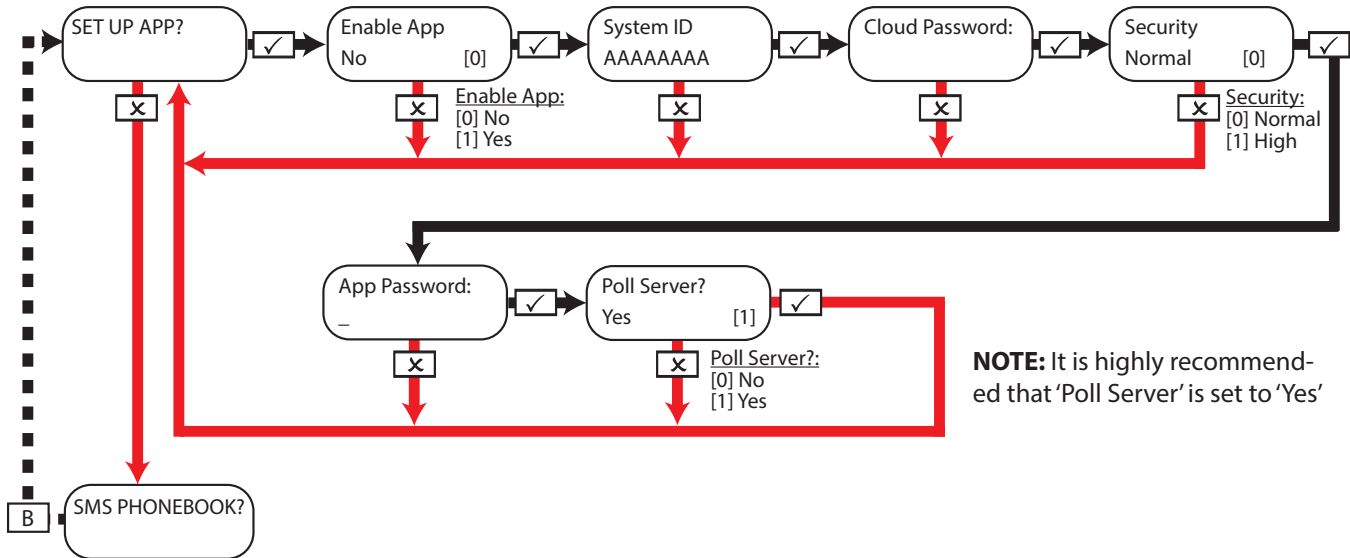 SET UP APP?
✓
Enable App
No [0]
✓
System ID
AAAAAAAA
✓
Cloud Password:
✓
Security
Normal [0]
✓
x
x
Enable App:
[0] No
[1] Yes
x
x
x
Security:
[0] Normal
[1] High
App Password:
_
✓
Poll Server?
Yes [1]
✓
x
x
Poll Server?:
[0] No
[1] Yes
NOTE: It is highly recommend-
ed that ‘Poll Server’ is set to ‘Yes’
SMS PHONEBOOK?
B